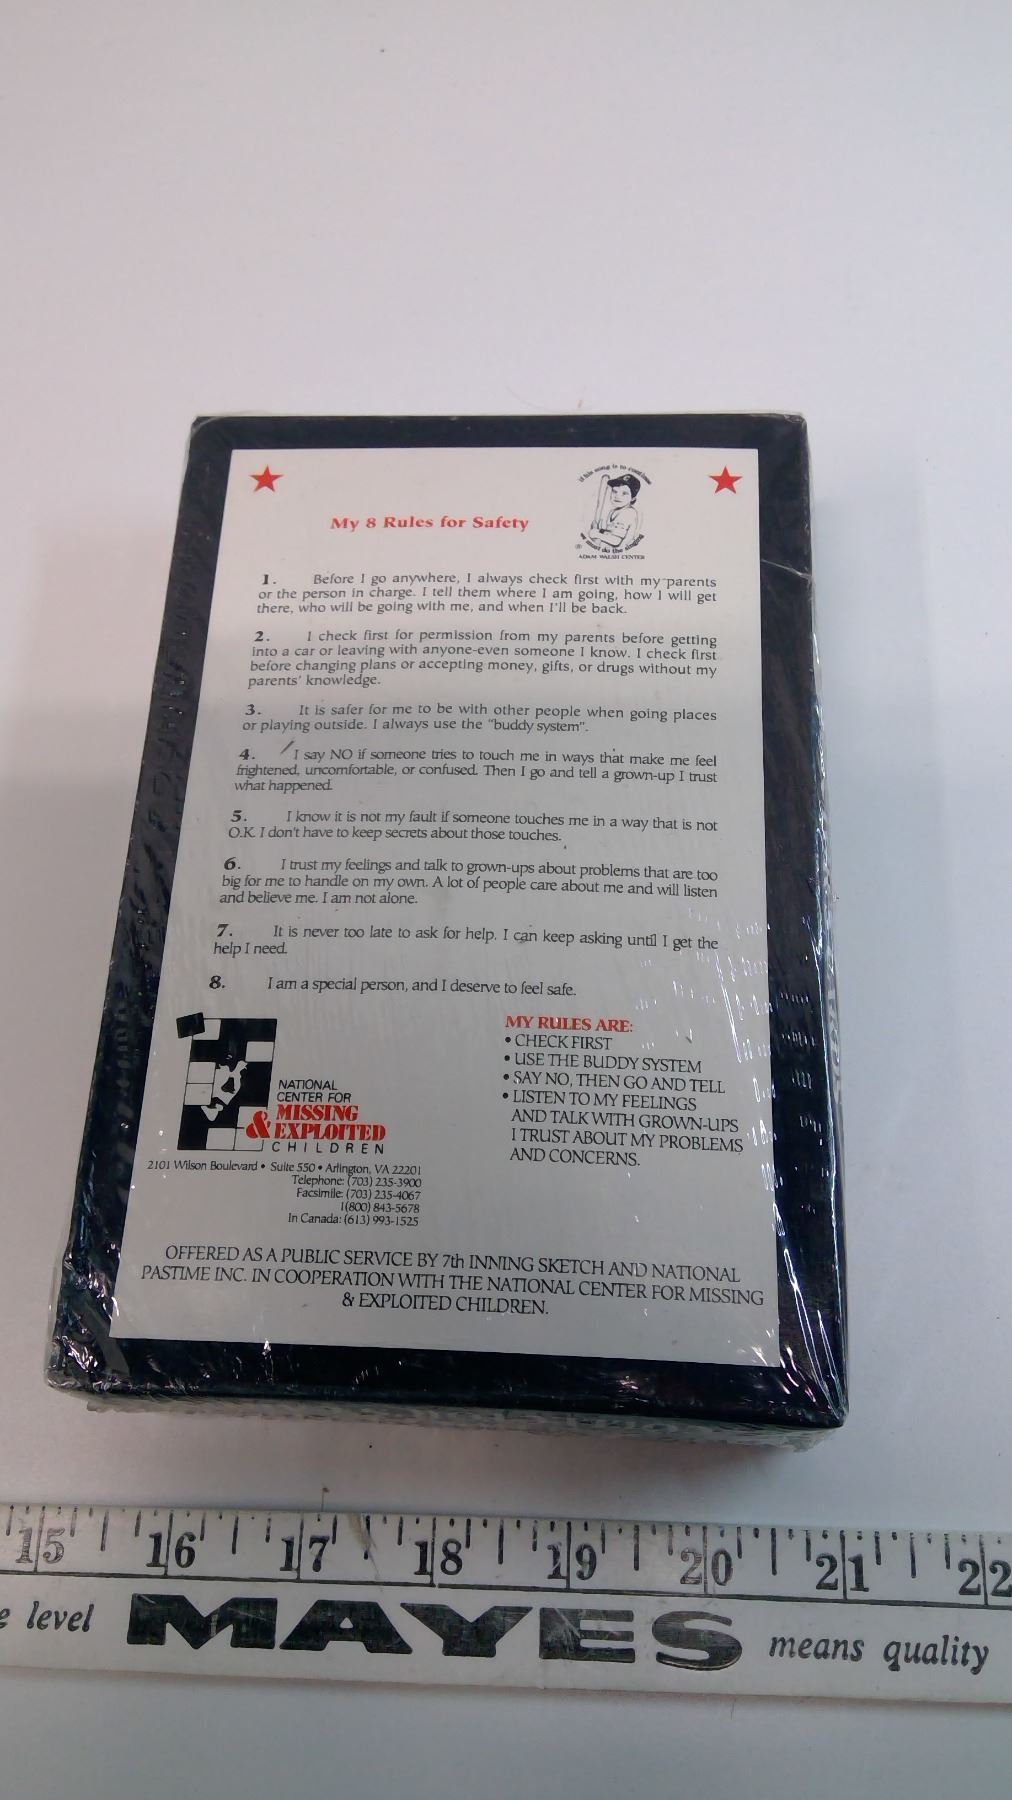 if his song is to continue
we must do the singing
®
ADAM WALSH CENTER
My 8 Rules for Safety
1. Before I go anywhere, I always check first with my parents
or the person in charge. I tell them where I am going, how I will get
there, who will be going with me, and when I'll be back.
2. I check first for permission from my parents before getting
into a car or leaving with anyone-even someone I know. I check first
before changing plans or accepting money, gifts, or drugs without my
parents' knowledge.
3. It is safer for me to be with other people when going places
or playing outside. I always use the "buddy system".
4. I say NO if someone tries to touch me in ways that make me feel
frightened, uncomfortable, or confused. Then I go and tell a grown-up I trust
what happened.
5. I know it is not my fault if someone touches me in a way that is not
O.K. I don't have to keep secrets about those touches.
6. I trust my feelings and talk to grown-ups about problems that are too
big for me to handle on my own. A lot of people care about me and will listen
and believe me. I am not alone.
7. It is never too late to ask for help. I can keep asking until I get the
help I need.
8. I am a special person, and I deserve to feel safe.
NATIONAL
CENTER FOR
MISSING
& EXPLOITED
CHILDREN
2101 Wilson Boulevard • Suite 550 • Arlington, VA 22201
Telephone: (703) 235-3900
Facsimile: (703) 235-4067
1(800) 843-5678
In Canada: (613) 993-1525
MY RULES ARE:
• CHECK FIRST
• USE THE BUDDY SYSTEM
• SAY NO, THEN GO AND TELL
• LISTEN TO MY FEELINGS
AND TALK WITH GROWN-UPS
I TRUST ABOUT MY PROBLEMS
AND CONCERNS.
OFFERED AS A PUBLIC SERVICE BY 7th INNING SKETCH AND NATIONAL
PASTIME INC. IN COOPERATION WITH THE NATIONAL CENTER FOR MISSING
& EXPLOITED CHILDREN.
15 16 17 18 19 20 21 22
e level MAYES means quality